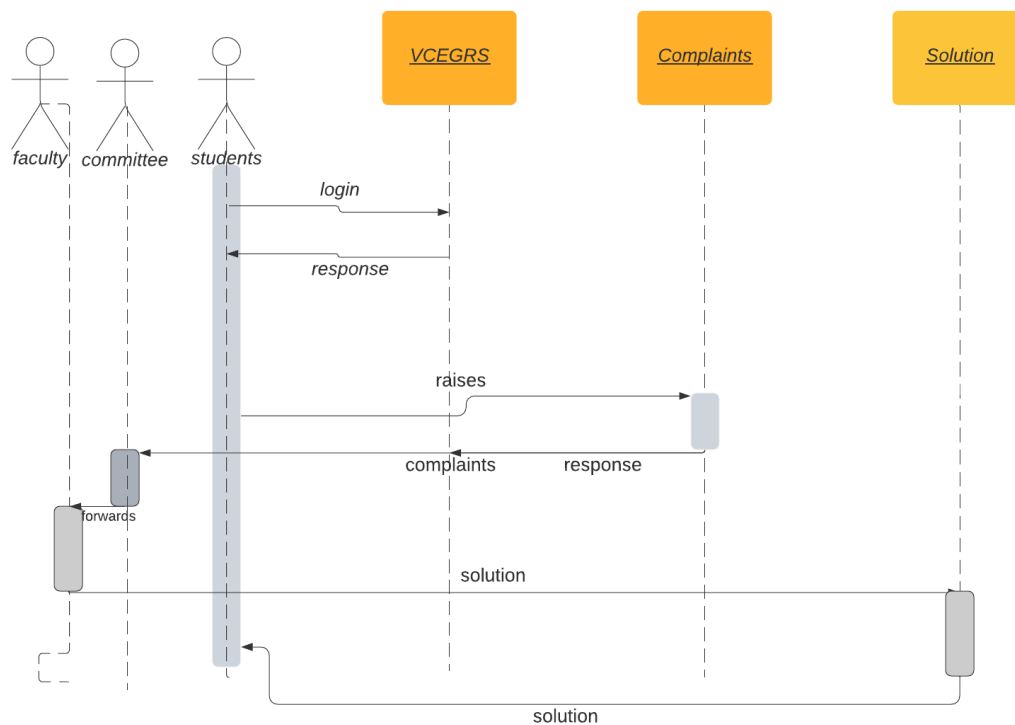 VCEGRS
Complaints
Solution
faculty
committee
students
login
response
raises
complaints
response
forwards
solution
solution